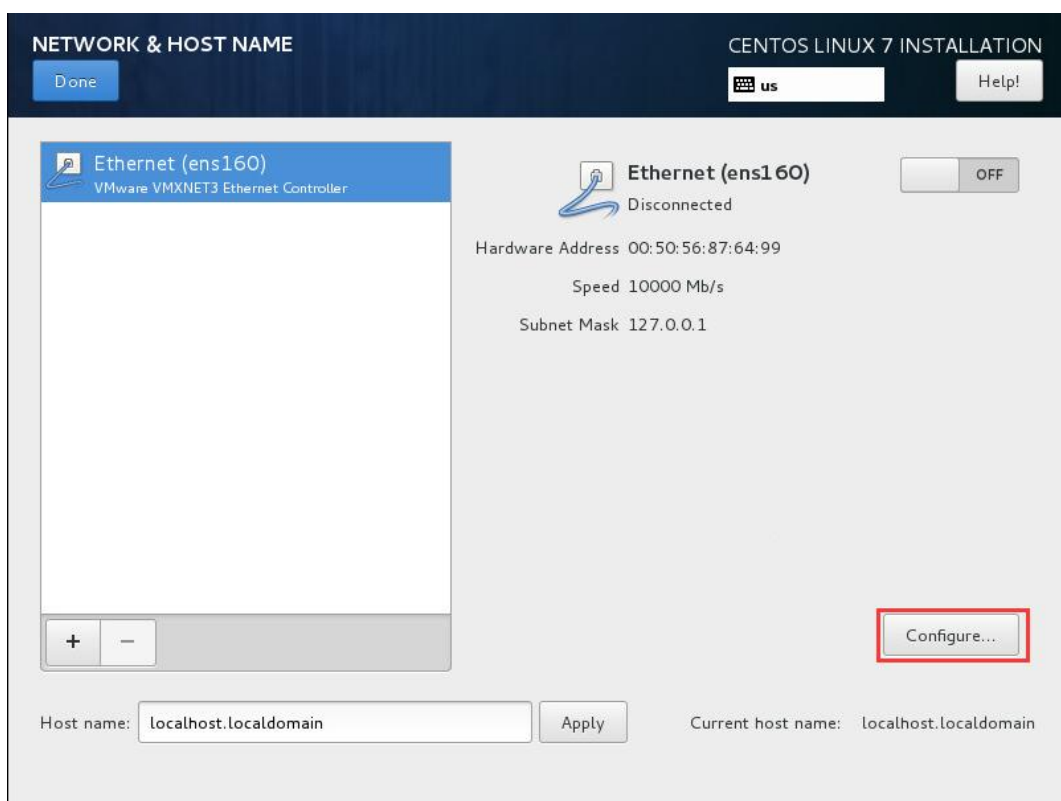 NETWORK & HOST NAME
CENTOS LINUX 7 INSTALLATION
Done
us
Help!
Ethernet (ens160)
VMware VMXNET3 Ethernet Controller
Ethernet (ens160)
Disconnected
OFF
Hardware Address 00:50:56:87:64:99
Speed 10000 Mb/s
Subnet Mask 127.0.0.1
+ −
Configure...
Host name: localhost.localdomain Apply Current host name: localhost.localdomain